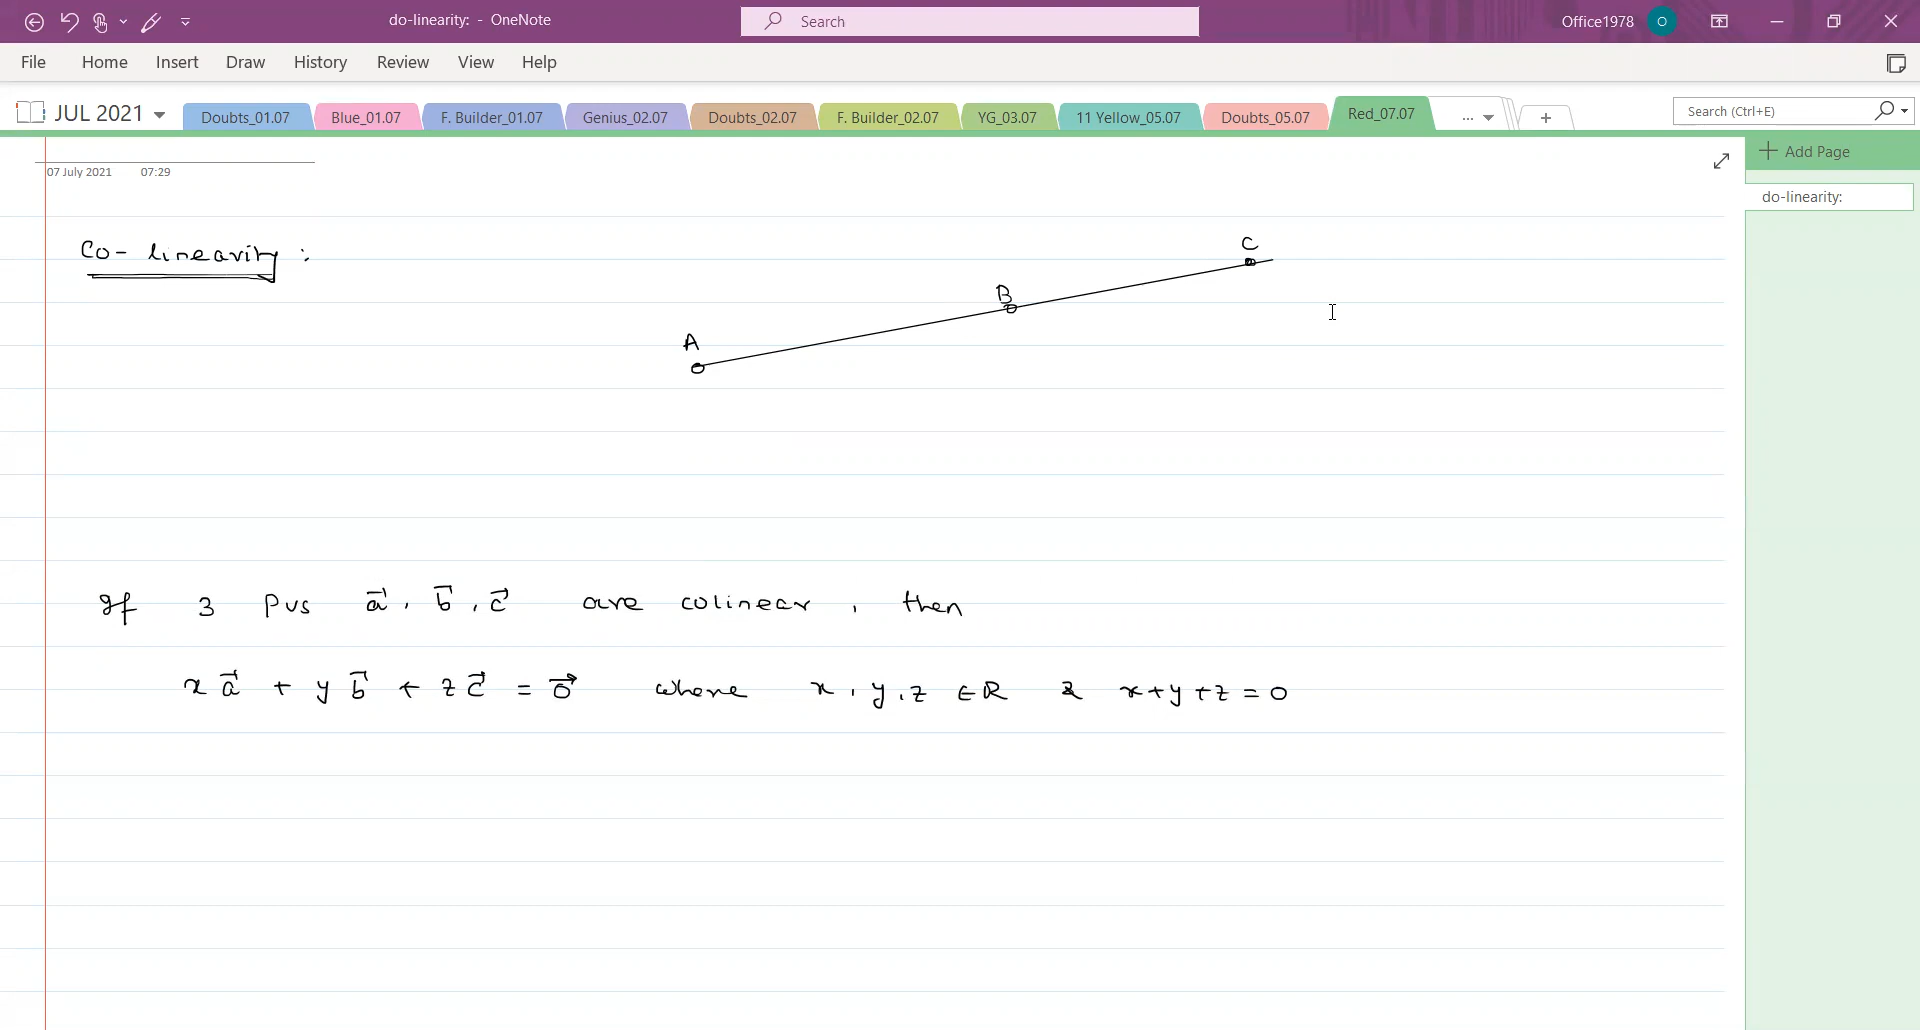 do-linearity: - OneNote
Search
Office1978
O
File Home Insert Draw History Review View Help
JUL 2021
Doubts_01.07
Blue_01.07
F. Builder_01.07
Genius_02.07
Doubts_02.07
F. Builder_02.07
YG_03.07
11 Yellow_05.07
Doubts_05.07
Red_07.07
...
Search (Ctrl+E)
Add Page
do-linearity:
07 July 2021 07:29
Co-linearity :
C
B
A
If 3 Pvs a⃗, b⃗, c⃗ are colinear, then
x a⃗ + y b⃗ + z c⃗ = 0⃗ where x, y, z ∈ R & x+y+z=0